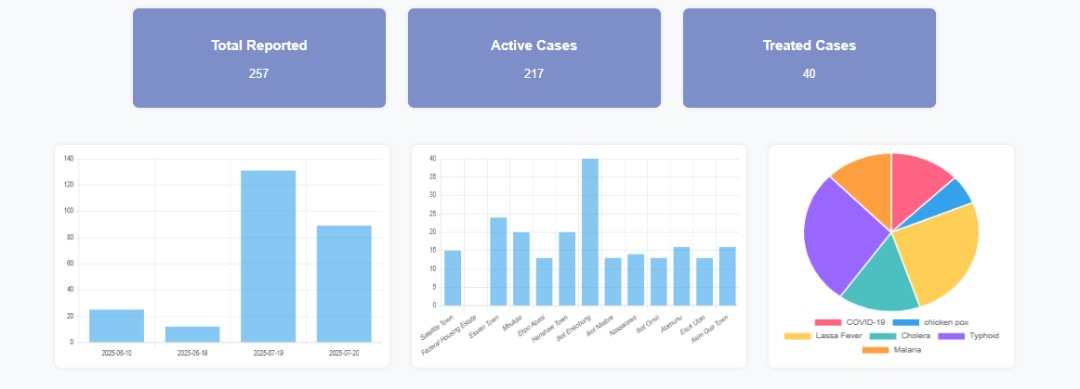 Total Reported
257
Active Cases
217
Treated Cases
40
140
120
100
80
60
40
20
0
2025-06-10
2025-06-19
2025-07-19
2025-07-20
40
35
30
25
20
15
10
5
0
Satellite Town
Federal Housing Estate
Essien Town
Mbukpa
Ekpo Abasi
Henshaw Town
Ikot Eneobong
Ikot Nkebre
Nassarawa
Ikot Omin
Atamunu
Esuk Utan
Akim Qua Town
COVID-19
chicken pox
Lassa Fever
Cholera
Typhoid
Malaria